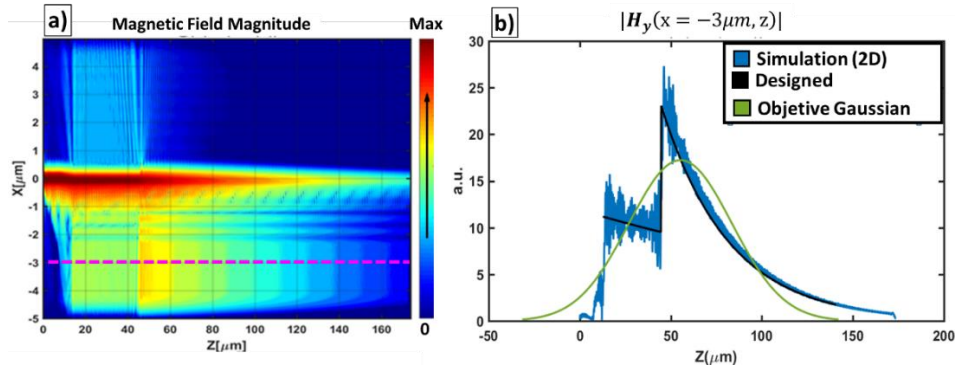 a)
Magnetic Field Magnitude
Max
4
3
2
1
0
-1
-2
-3
-4
-5
X[μm]
0
20
40
60
80
100
120
140
160
Z[μm]
0
b)
|H_y(x = −3μm, z)|
Simulation (2D)
Designed
Objetive Gaussian
30
25
20
15
10
5
0
a.u.
-50
0
50
100
150
200
Z(μm)